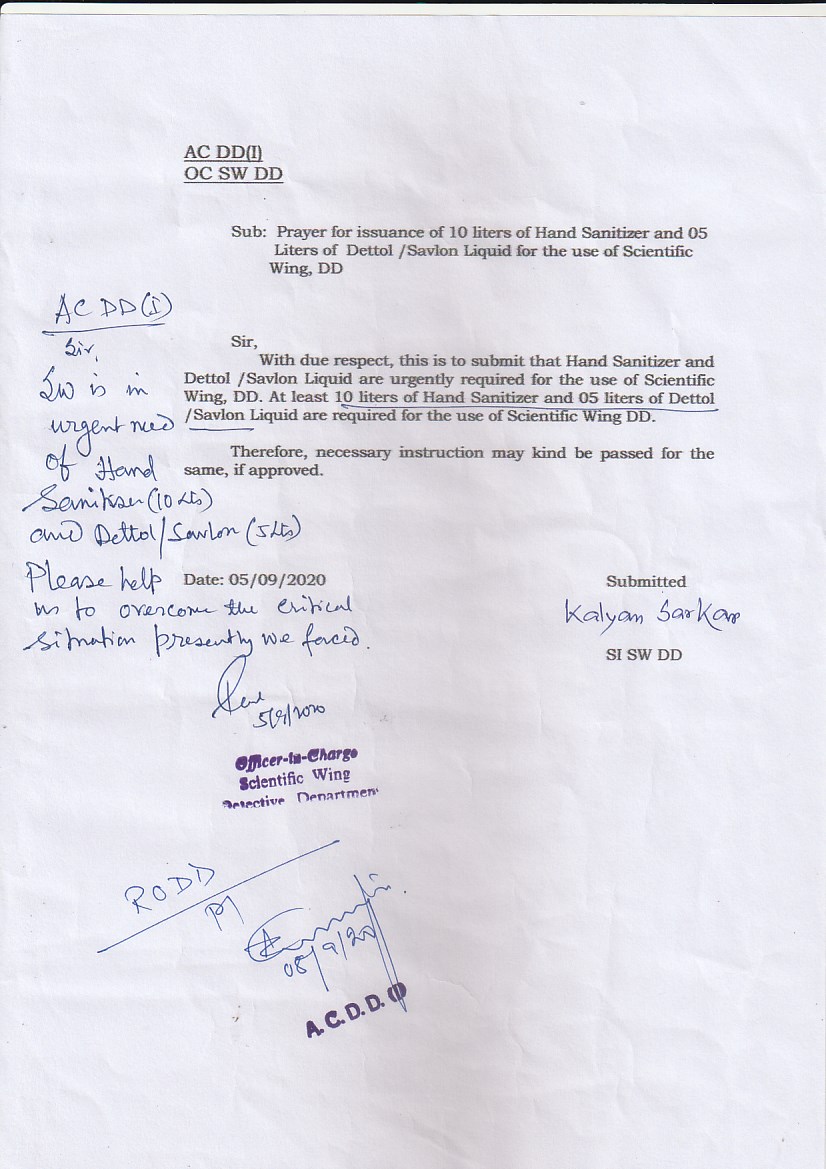 AC DD(I)
OC SW DD
Sub: Prayer for issuance of 10 liters of Hand Sanitizer and 05
Liters of Dettol /Savlon Liquid for the use of Scientific
Wing, DD
Sir,
With due respect, this is to submit that Hand Sanitizer and
Dettol /Savlon Liquid are urgently required for the use of Scientific
Wing, DD. At least 10 liters of Hand Sanitizer and 05 liters of Dettol
/Savlon Liquid are required for the use of Scientific Wing DD.
Therefore, necessary instruction may kind be passed for the
same, if approved.
Date: 05/09/2020
Submitted
Kalyan Sarkar
SI SW DD
AC DD(I)
Sir,
SW is in
urgent need
of Hand
Sanitiser (10 Lts)
and Dettol/Savlon (5 Lts)
Please help
us to overcome the critical
situation presently we faced.
5/9/2020
Officer-in-Charge
Scientific Wing
Detective Department
RODD
08/9/20
A.C.D.D.(I)